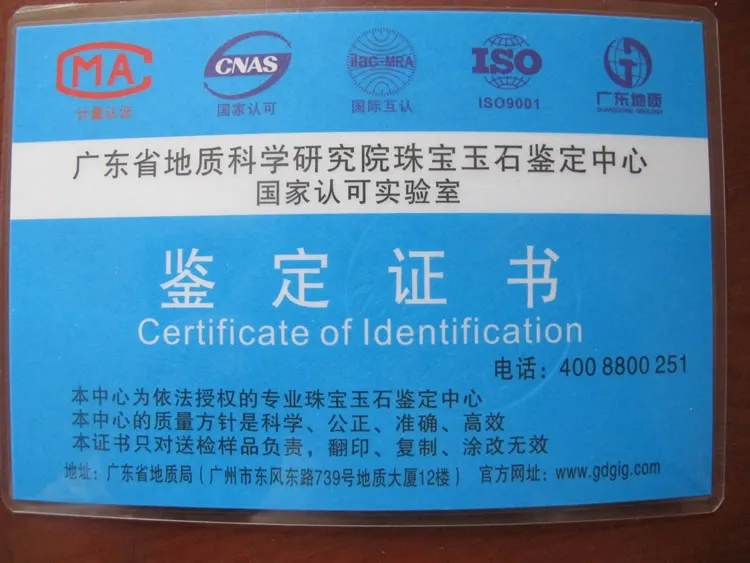 CMA
CNAS
ilac-MRA
ISO
计量认证
国家认可
国际互认
ISO9001
广东地质
GUANGDONG GEOLOGY
广东省地质科学研究院珠宝玉石鉴定中心
国家认可实验室
鉴定证书
Certificate of Identification
电话：400 8800 251
本中心为依法授权的专业珠宝玉石鉴定中心
本中心的质量方针是科学、公正、准确、高效
本证书只对送检样品负责，翻印、复制、涂改无效
地址：广东省地质局（广州市东风东路739号地质大厦12楼） 官方网址：www.gdgig.com